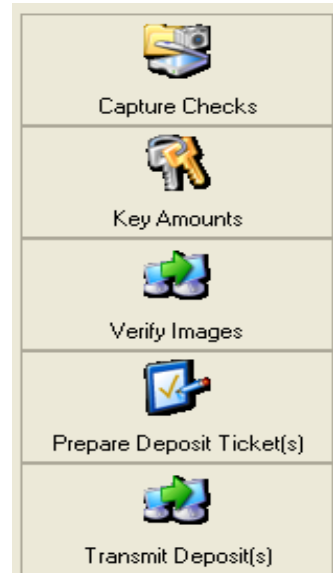 Capture Checks
Key Amounts
Verify Images
Prepare Deposit Ticket(s)
Transmit Deposit(s)